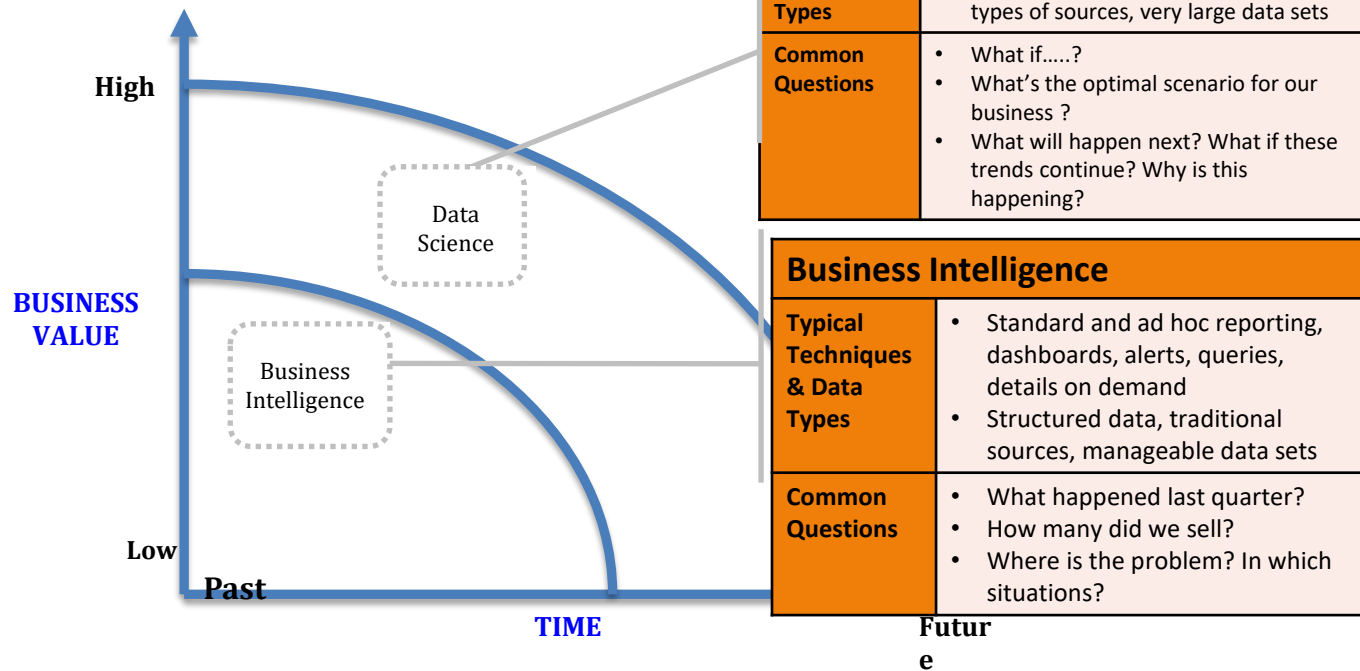 High
Data
Science
BUSINESS
VALUE
Business
Intelligence
Low
Past
TIME
Futur
e
Types
types of sources, very large data sets
Common
Questions
• What if…..?
• What's the optimal scenario for our
business ?
• What will happen next? What if these
trends continue? Why is this
happening?
Business Intelligence
Typical
Techniques
& Data
Types
• Standard and ad hoc reporting,
dashboards, alerts, queries,
details on demand
• Structured data, traditional
sources, manageable data sets
Common
Questions
• What happened last quarter?
• How many did we sell?
• Where is the problem? In which
situations?